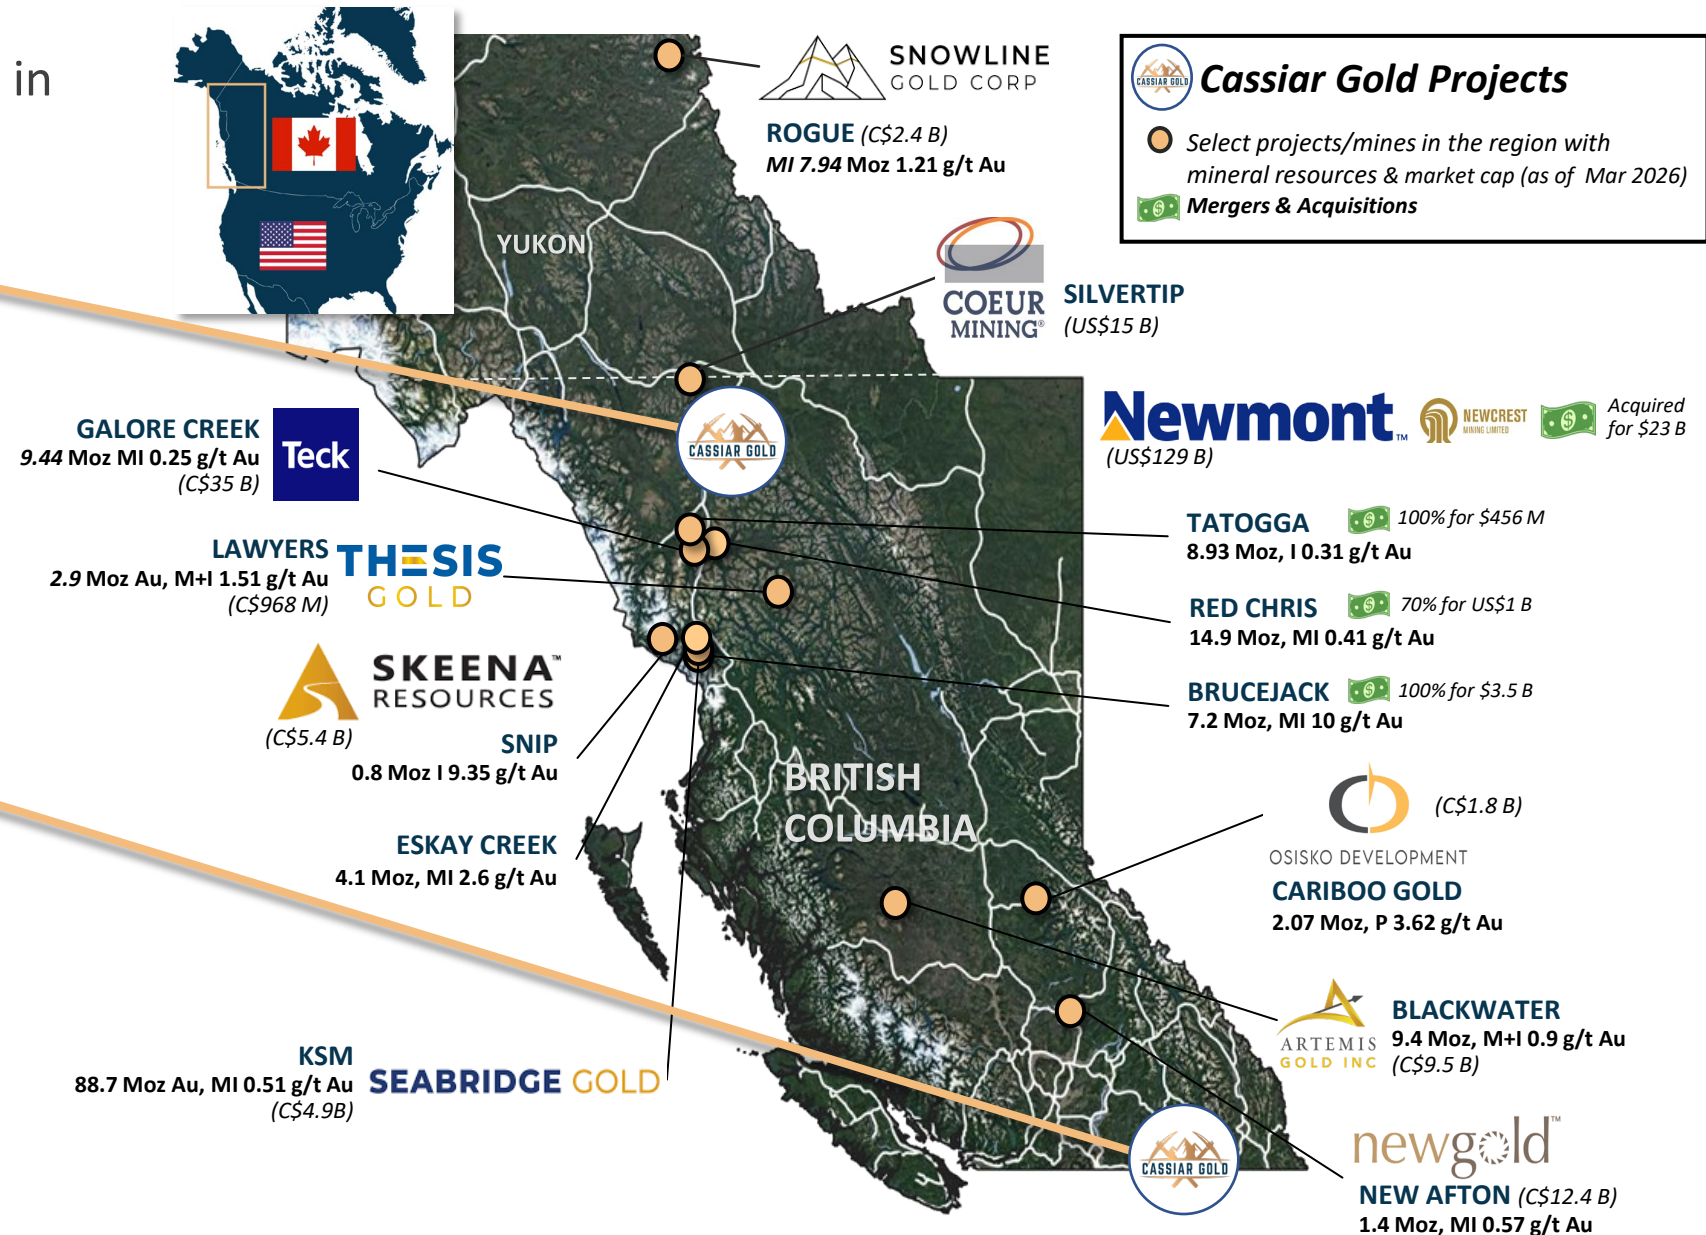 in
SNOWLINE
GOLD CORP
ROGUE (C$2.4 B)
MI 7.94 Moz 1.21 g/t Au
CASSIAR GOLD
Cassiar Gold Projects
Select projects/mines in the region with
mineral resources & market cap (as of Mar 2026)
Mergers & Acquisitions
YUKON
COEUR
MINING®
SILVERTIP
(US$15 B)
GALORE CREEK
9.44 Moz MI 0.25 g/t Au
(C$35 B)
Teck
CASSIAR GOLD
Newmont™
(US$129 B)
NEWCREST
MINING LIMITED
Acquired
for $23 B
LAWYERS
2.9 Moz Au, M+I 1.51 g/t Au
(C$968 M)
THESIS
GOLD
TATOGGA
100% for $456 M
8.93 Moz, I 0.31 g/t Au
RED CHRIS
70% for US$1 B
14.9 Moz, MI 0.41 g/t Au
SKEENA™
RESOURCES
(C$5.4 B)
BRUCEJACK
100% for $3.5 B
7.2 Moz, MI 10 g/t Au
SNIP
0.8 Moz I 9.35 g/t Au
BRITISH
COLUMBIA
(C$1.8 B)
OSISKO DEVELOPMENT
CARIBOO GOLD
2.07 Moz, P 3.62 g/t Au
ESKAY CREEK
4.1 Moz, MI 2.6 g/t Au
ARTEMIS
GOLD INC
BLACKWATER
9.4 Moz, M+I 0.9 g/t Au
(C$9.5 B)
KSM
88.7 Moz Au, MI 0.51 g/t Au
(C$4.9B)
SEABRIDGE GOLD
CASSIAR GOLD
newgold™
NEW AFTON (C$12.4 B)
1.4 Moz, MI 0.57 g/t Au